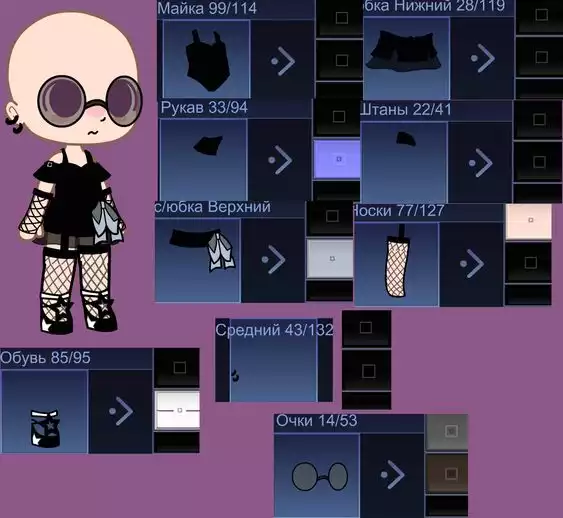 Майка 99/114
бка Нижний 28/119
Рукав 33/94
Штаны 22/41
с/юбка Верхний
Носки 77/127
Средний 43/132
Обувь 85/95
Очки 14/53